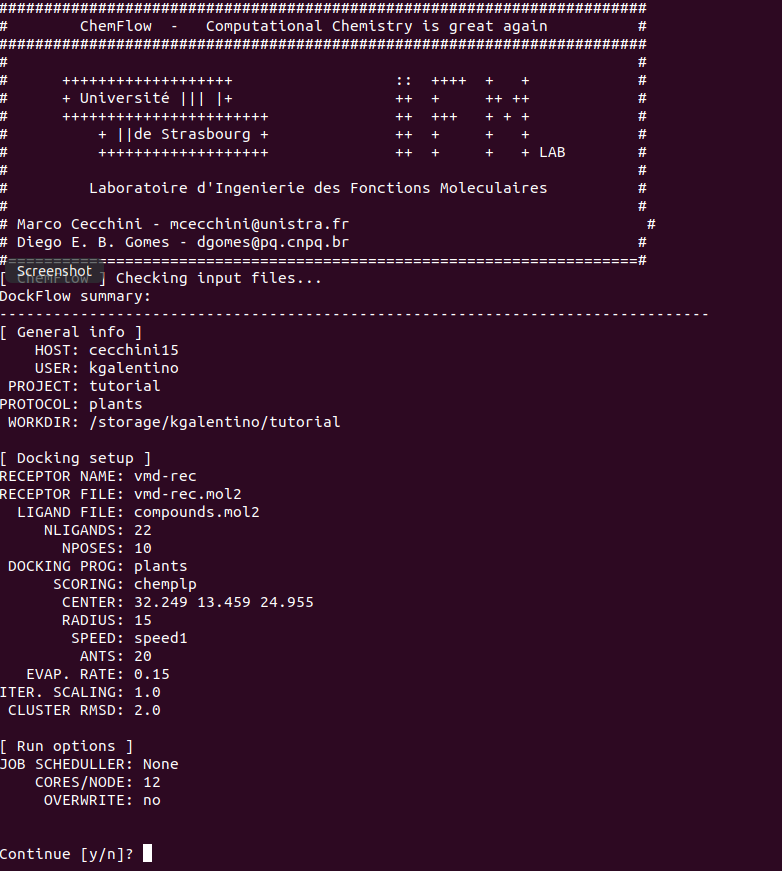 ########################################################################
#        ChemFlow  -   Computational Chemistry is great again          #
########################################################################
#                                                                      #
#      +++++++++++++++++++                  ::  ++++  +   +            #
#      + Université ||| |+                  ++  +     ++ ++            #
#      +++++++++++++++++++++++              ++  +++   + + +            #
#          + ||de Strasbourg +              ++  +     +   +            #
#          +++++++++++++++++++              ++  +     +   + LAB        #
#                                                                      #
#         Laboratoire d'Ingenierie des Fonctions Moleculaires          #
#                                                                      #
# Marco Cecchini - mcecchini@unistra.fr                                 #
# Diego E. B. Gomes - dgomes@pq.cnpq.br                                #
#======================================================================#
Screenshot
[ ChemFlow ] Checking input files...
DockFlow summary:
-------------------------------------------------------------------------------
[ General info ]
    HOST: cecchini15
    USER: kgalentino
 PROJECT: tutorial
PROTOCOL: plants
 WORKDIR: /storage/kgalentino/tutorial

[ Docking setup ]
RECEPTOR NAME: vmd-rec
RECEPTOR FILE: vmd-rec.mol2
  LIGAND FILE: compounds.mol2
     NLIGANDS: 22
       NPOSES: 10
 DOCKING PROG: plants
      SCORING: chemplp
       CENTER: 32.249 13.459 24.955
       RADIUS: 15
        SPEED: speed1
         ANTS: 20
   EVAP. RATE: 0.15
ITER. SCALING: 1.0
 CLUSTER RMSD: 2.0

[ Run options ]
JOB SCHEDULLER: None
    CORES/NODE: 12
     OVERWRITE: no

Continue [y/n]?